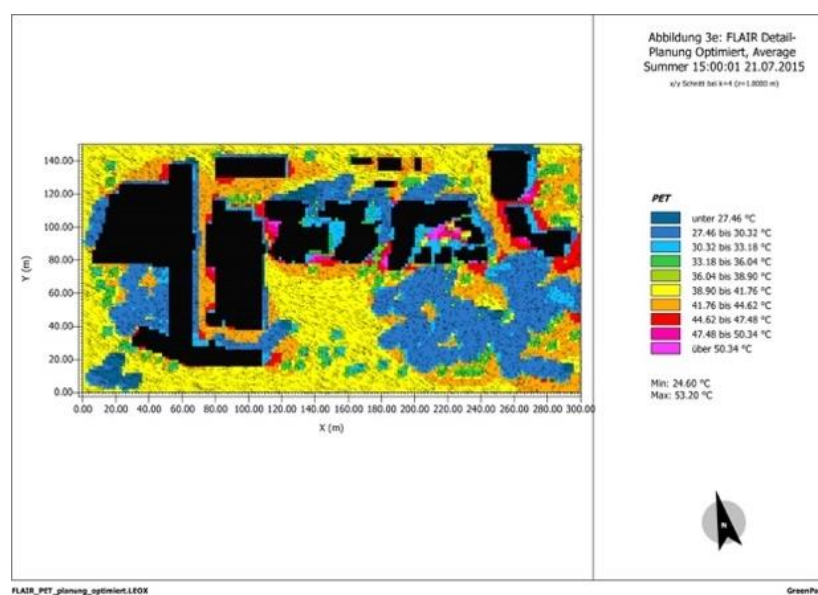 Abbildung 3e: FLAIR Detail-
Planung Optimiert, Average
Summer 15:00:01 21.07.2015
x/y Schnitt bei k=4 (z=1.8000 m)
140.00
120.00
100.00
80.00
60.00
40.00
20.00
0.00
Y (m)
0.00 20.00 40.00 60.00 80.00 100.00 120.00 140.00 160.00 180.00 200.00 220.00 240.00 260.00 280.00 300.00
X (m)
PET
unter 27.46 °C
27.46 bis 30.32 °C
30.32 bis 33.18 °C
33.18 bis 36.04 °C
36.04 bis 38.90 °C
38.90 bis 41.76 °C
41.76 bis 44.62 °C
44.62 bis 47.48 °C
47.48 bis 50.34 °C
über 50.34 °C
Min: 24.60 °C
Max: 53.20 °C
N
FLAIR_PET_planung_optimiert.LEOX
GreenPa